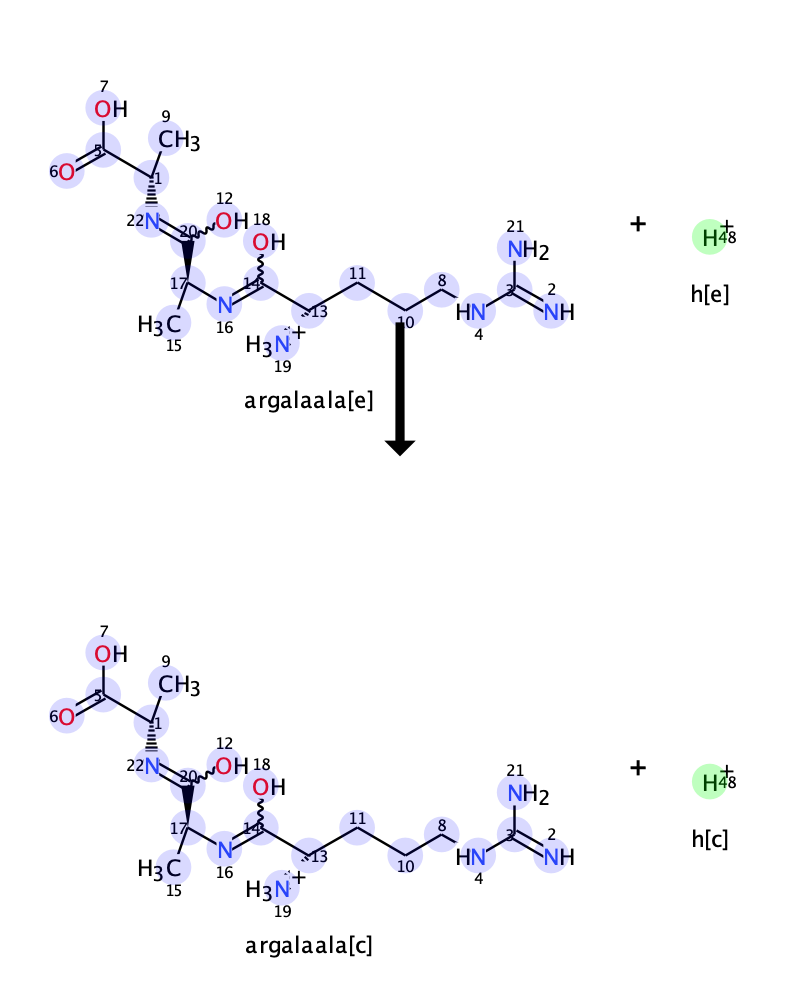 7
OH
9
CH3
5
6O
1
12
22N
20
OH
18
OH
21
NH2
+
H+
48
h[e]
17
14
11
8
3
2
N
16
13
10
HN
4
NH
H3C
15
H3N+
19
argalaala[e]
7
OH
9
CH3
5
6O
1
12
22N
20
OH
18
OH
21
NH2
+
H+
48
h[c]
17
14
11
8
3
2
N
16
13
10
HN
4
NH
H3C
15
H3N+
19
argalaala[c]